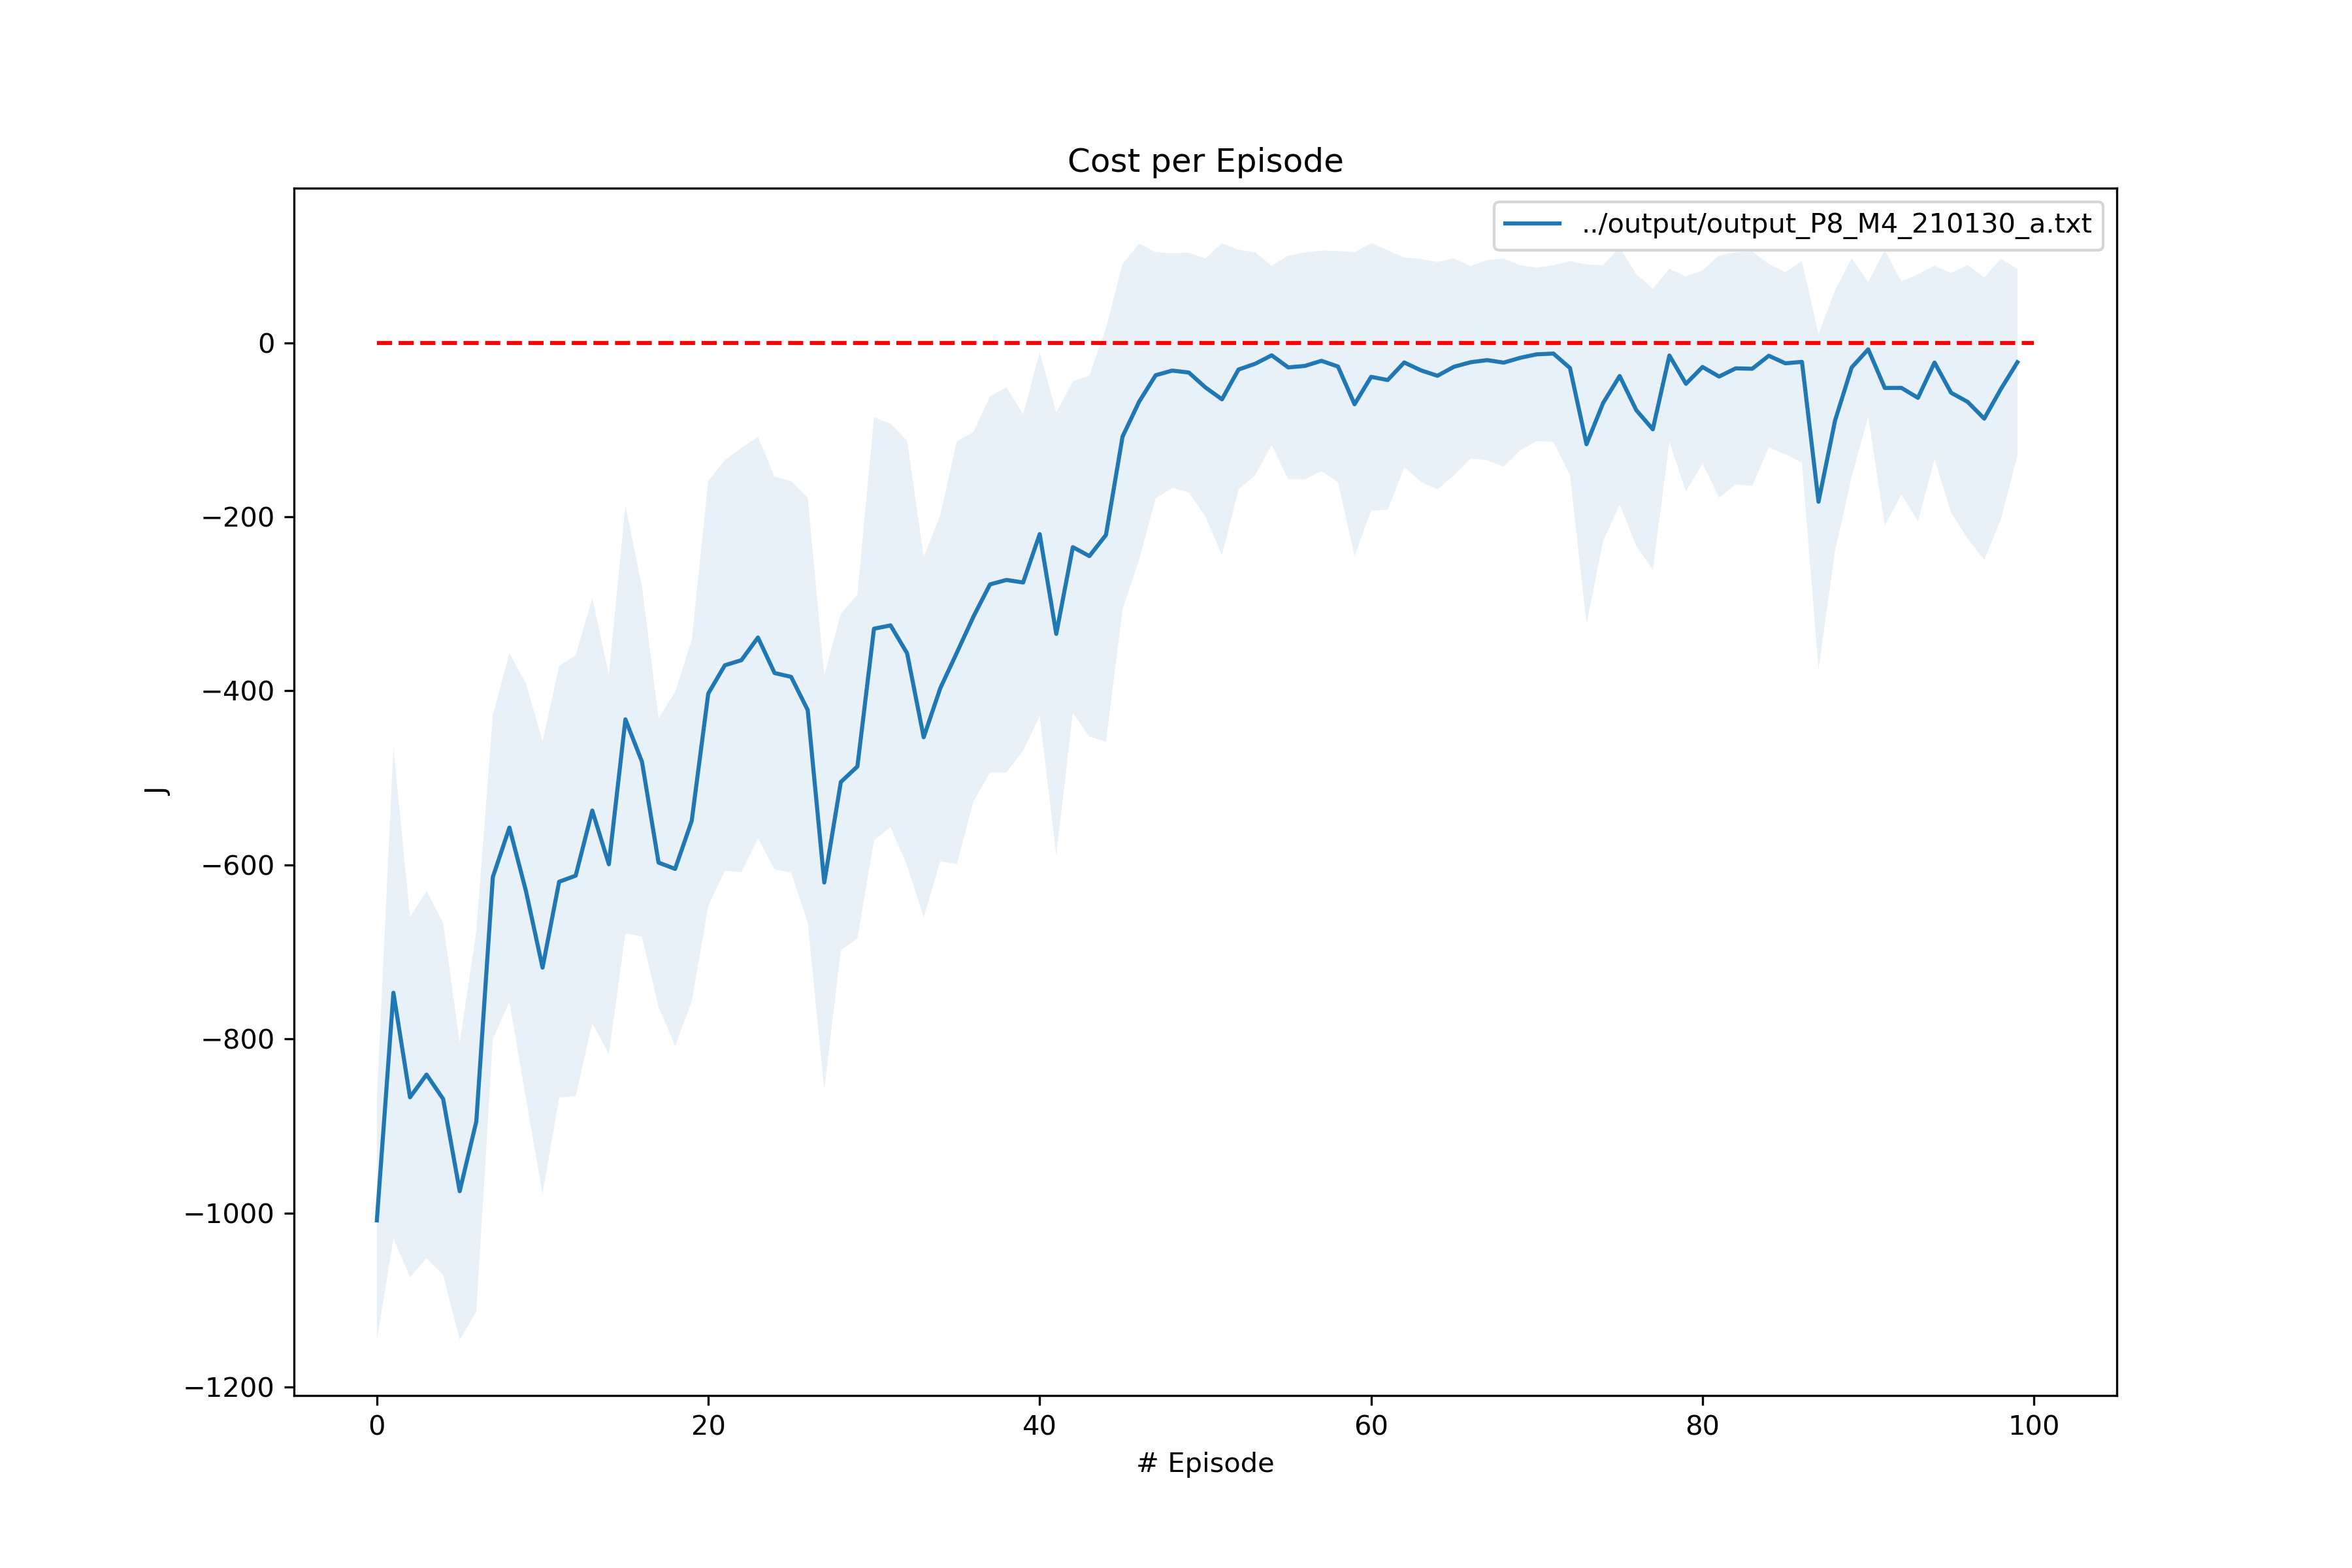 Cost per Episode
../output/output_P8_M4_210130_a.txt
J
0
−200
−400
−600
−800
−1000
−1200
0 20 40 60 80 100
# Episode